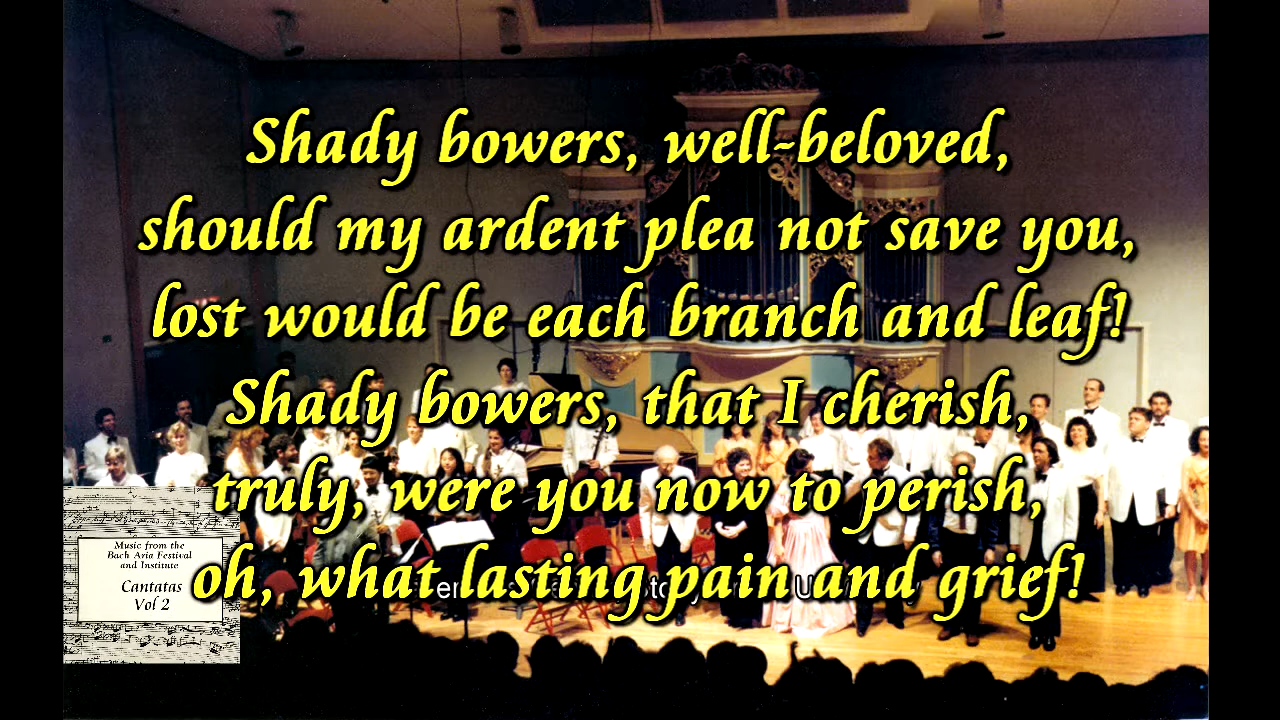 Shady bowers, well-beloved,
should my ardent plea not save you,
lost would be each branch and leaf!
Shady bowers, that I cherish,
truly, were you now to perish,
oh, what lasting pain and grief!
Music from the
Bach Aria Festival
and Institute
Cantatas
Vol 2